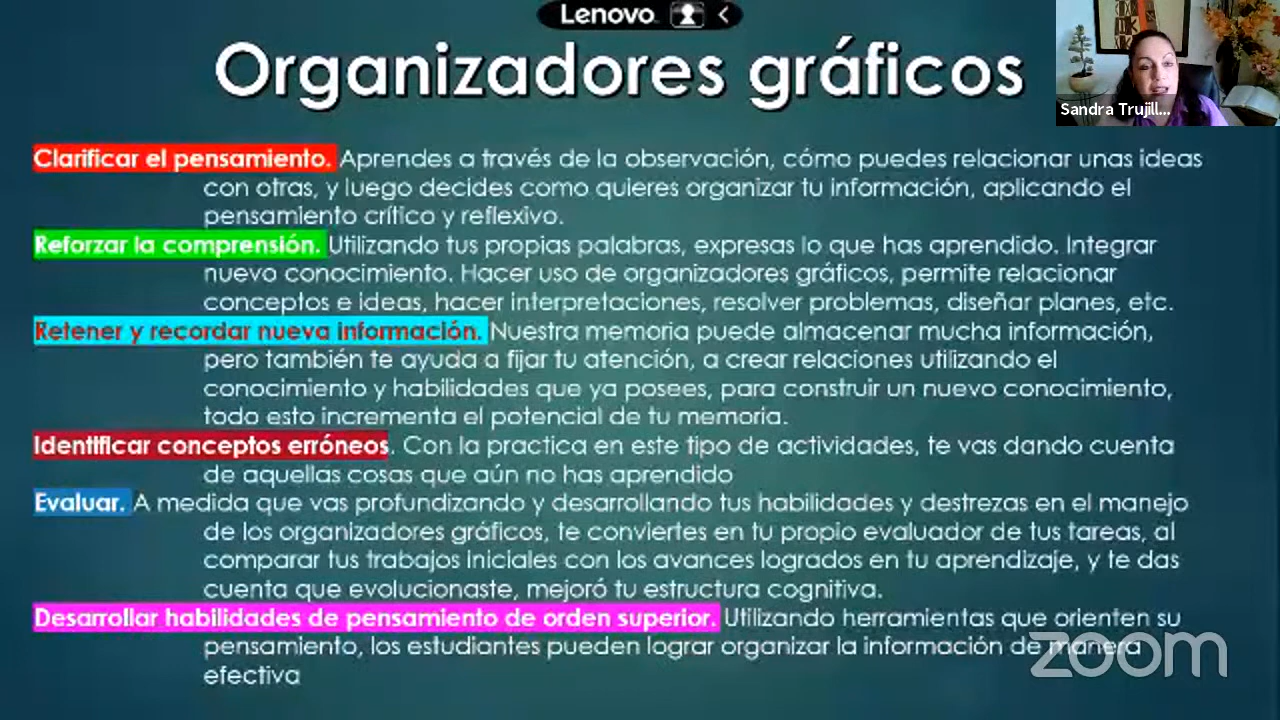 Lenovo
Organizadores gráficos
Sandra Trujill...
Clarificar el pensamiento. Aprendes a través de la observación, cómo puedes relacionar unas ideas
con otras, y luego decides como quieres organizar tu información, aplicando el
pensamiento crítico y reflexivo.
Reforzar la comprensión. Utilizando tus propias palabras, expresas lo que has aprendido. Integrar
nuevo conocimiento. Hacer uso de organizadores gráficos, permite relacionar
conceptos e ideas, hacer interpretaciones, resolver problemas, diseñar planes, etc.
Retener y recordar nueva información. Nuestra memoria puede almacenar mucha información,
pero también te ayuda a fijar tu atención, a crear relaciones utilizando el
conocimiento y habilidades que ya posees, para construir un nuevo conocimiento,
todo esto incrementa el potencial de tu memoria.
Identificar conceptos erróneos. Con la practica en este tipo de actividades, te vas dando cuenta
de aquellas cosas que aún no has aprendido
Evaluar. A medida que vas profundizando y desarrollando tus habilidades y destrezas en el manejo
de los organizadores gráficos, te conviertes en tu propio evaluador de tus tareas, al
comparar tus trabajos iniciales con los avances logrados en tu aprendizaje, y te das
cuenta que evolucionaste, mejoró tu estructura cognitiva.
Desarrollar habilidades de pensamiento de orden superior. Utilizando herramientas que orienten su
pensamiento, los estudiantes pueden lograr organizar la información de manera
efectiva
zoom